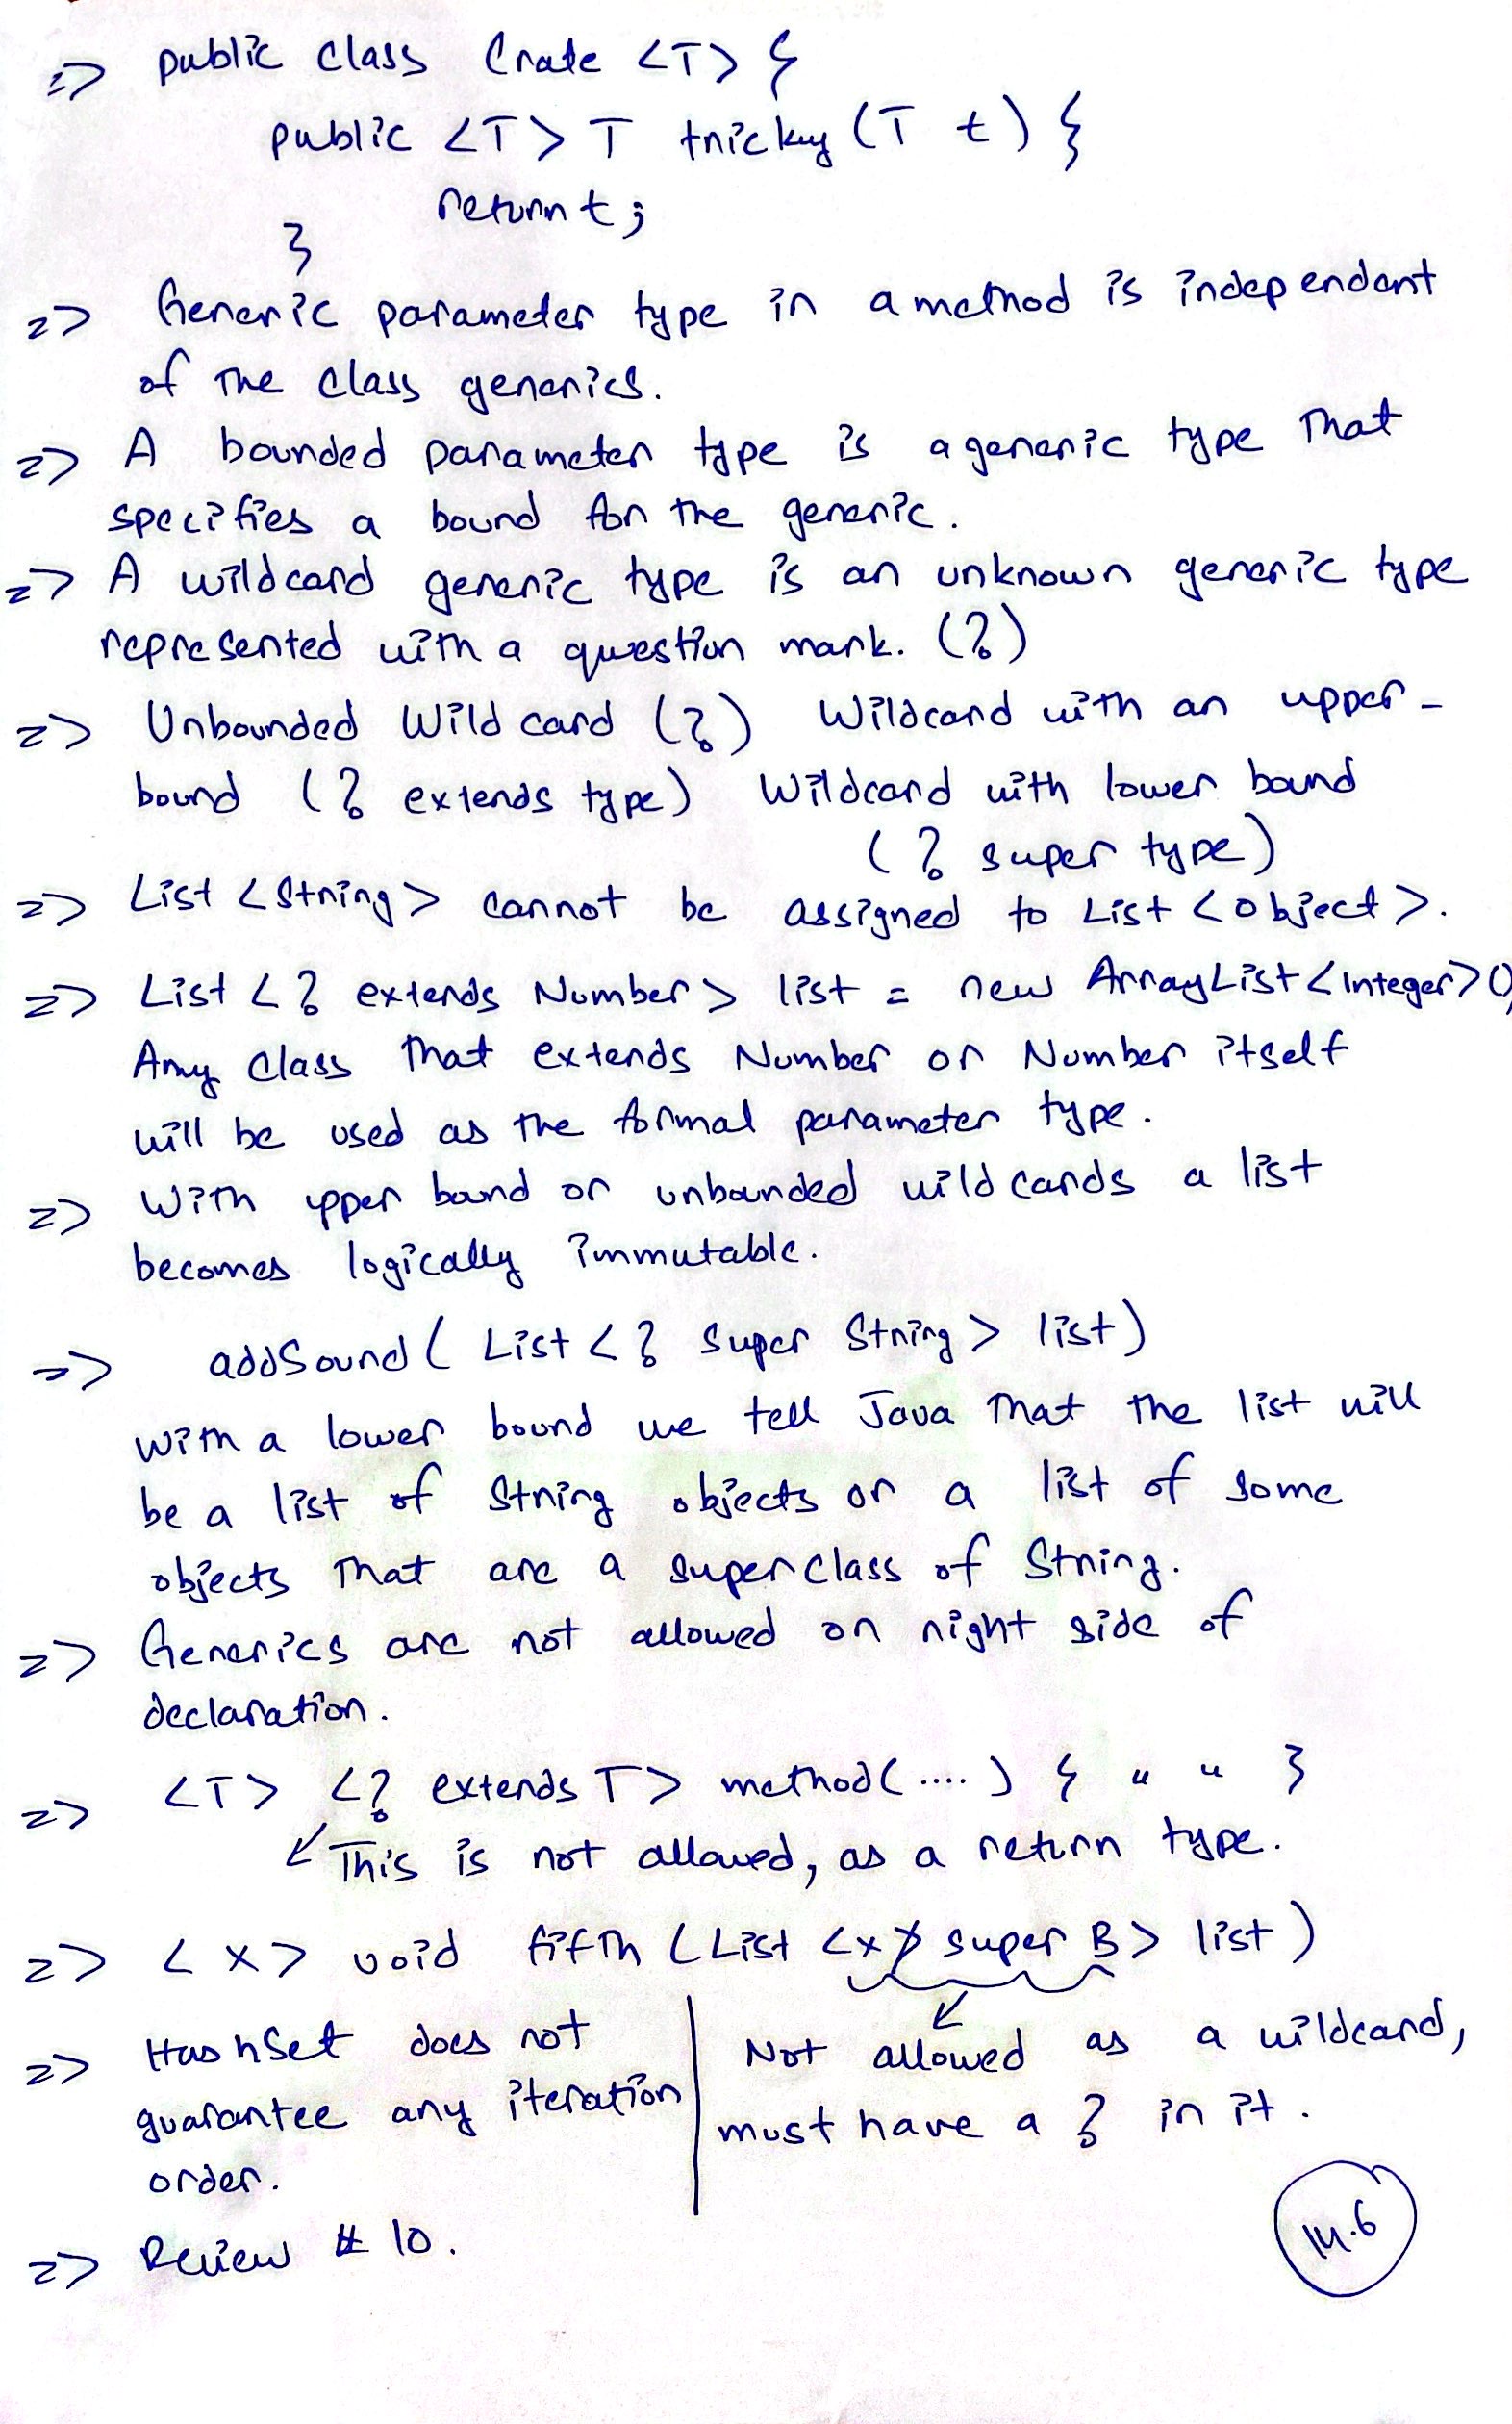 => public class Crate <T> {
public <T> T tricky (T t) {
return t;
}
=> Generic parameter type in a method is independent
of the class generics.
=> A bounded parameter type is a generic type that
specifies a bound for the generic.
=> A wildcard generic type is an unknown generic type
represented with a question mark. (?)
=> Unbounded Wild card (?) Wildcard with an upper-
bound (? extends type) Wildcard with lower bound
(? super type)
=> List <String> cannot be assigned to List <Object>.
=> List <? extends Number> list = new ArrayList <Integer>()
Any class that extends Number or Number itself
will be used as the formal parameter type.
=> With upper bound or unbounded wild cards a list
becomes logically immutable.
=> addSound ( List <? super String> list)
With a lower bound we tell Java that the list will
be a list of String objects or a list of some
objects that are a superclass of String.
=> Generics are not allowed on right side of
declaration.
=> <T> <? extends T> method( .... ) { " " }
This is not allowed, as a return type.
=> <X> void fifth (List <X super B> list)
=> HashSet does not
guarantee any iteration
order.
Not allowed as a wildcard,
must have a ? in it.
=> Review # 10.
14.6